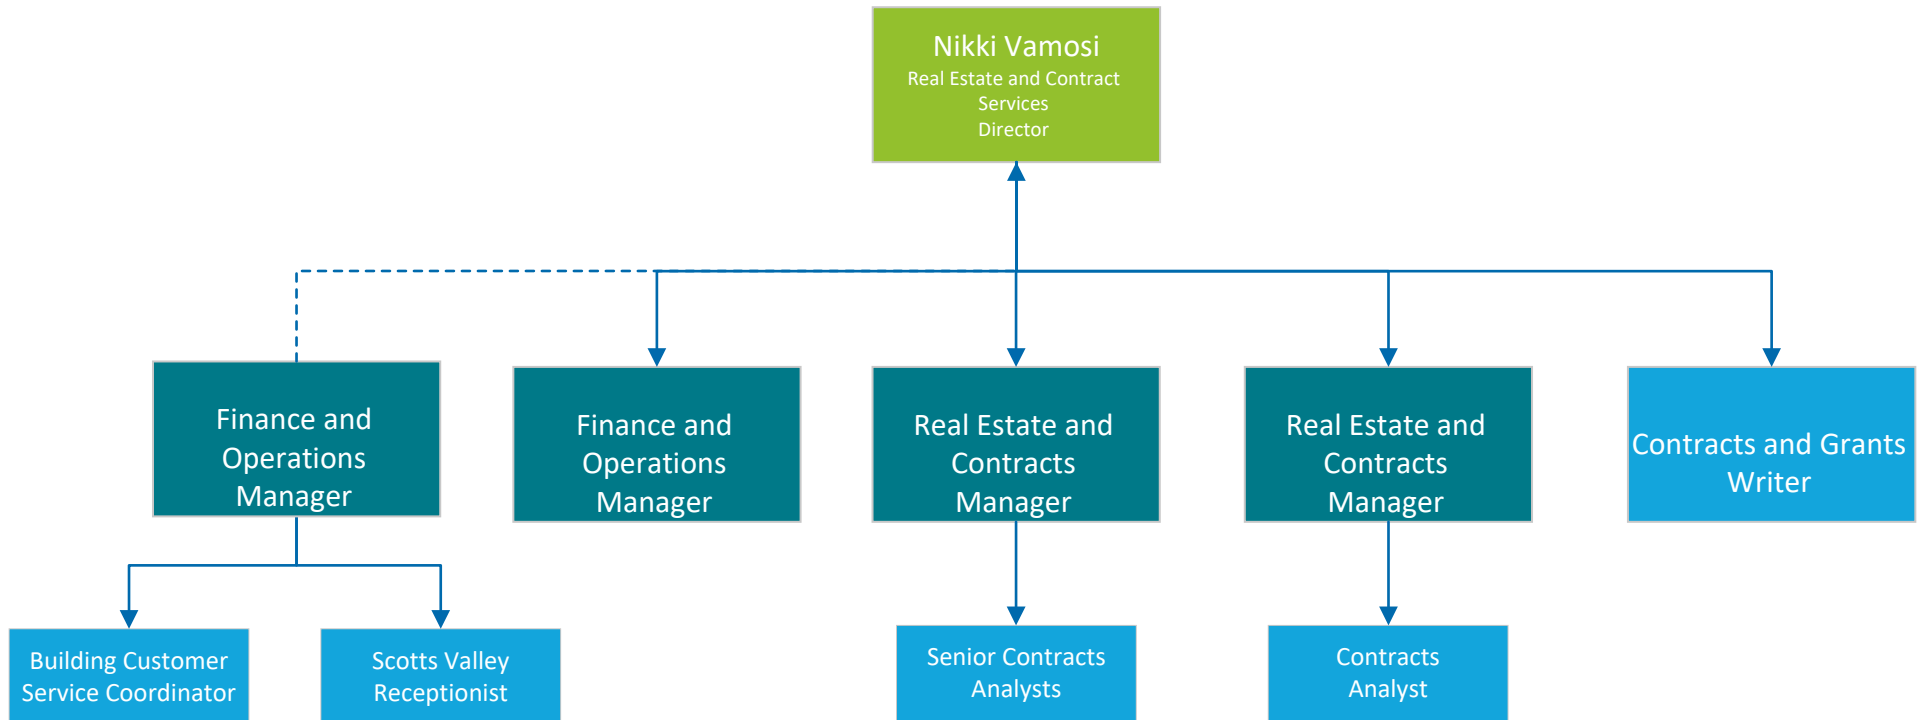 Nikki Vamosi
Real Estate and Contract
Services
Director
Finance and
Operations
Manager
Finance and
Operations
Manager
Real Estate and
Contracts
Manager
Real Estate and
Contracts
Manager
Contracts and Grants
Writer
Building Customer
Service Coordinator
Scotts Valley
Receptionist
Senior Contracts
Analysts
Contracts
Analyst